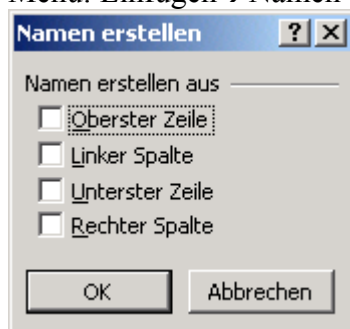 Namen erstellen
Namen erstellen aus
Oberster Zeile
Linker Spalte
Unterster Zeile
Rechter Spalte
OK Abbrechen